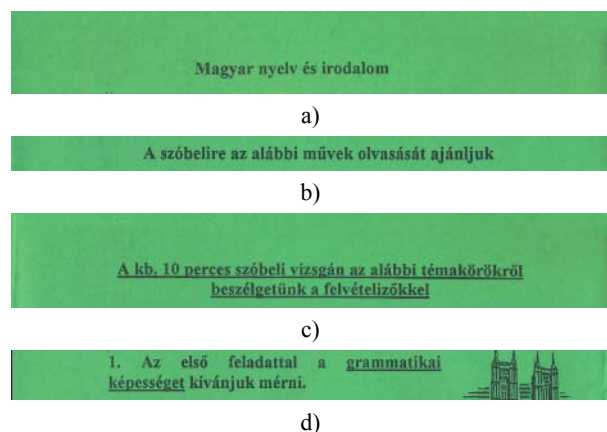 Magyar nyelv és irodalom
a)
A szóbelire az alábbi művek olvasását ajánljuk
b)
A kb. 10 perces szóbeli vizsgán az alábbi témakörökről
beszélgetünk a felvételizőkkel
c)
1. Az első feladattal a grammatikai
képességet kívánjuk mérni.
d)